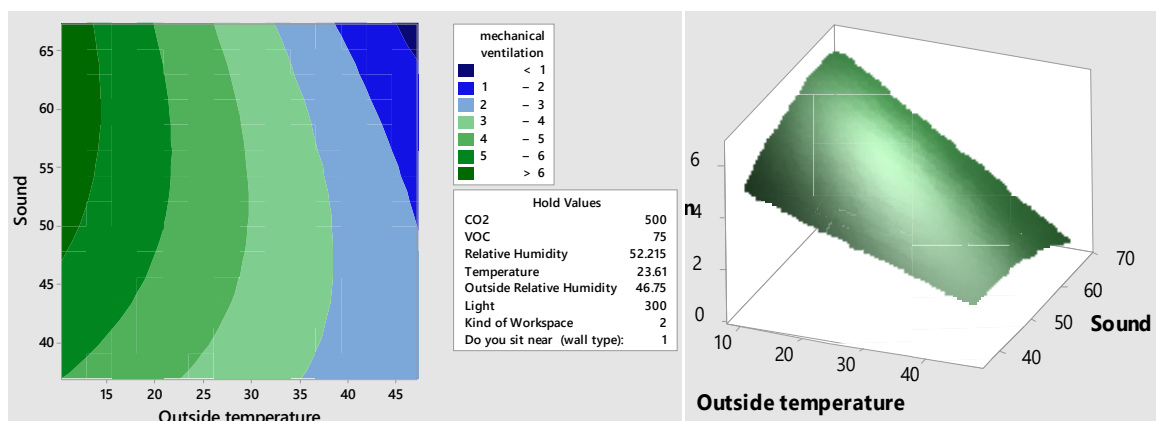 65
60
55
50
45
40
Sound
15 20 25 30 35 40 45
Outside temperature
mechanical
ventilation
< 1
1 – 2
2 – 3
3 – 4
4 – 5
5 – 6
> 6
Hold Values
CO2 500
VOC 75
Relative Humidity 52.215
Temperature 23.61
Outside Relative Humidity 46.75
Light 300
Kind of Workspace 2
Do you sit near (wall type): 1
6
n
4
2
0
10
20
30
40
70
60
50
40
Sound
Outside temperature